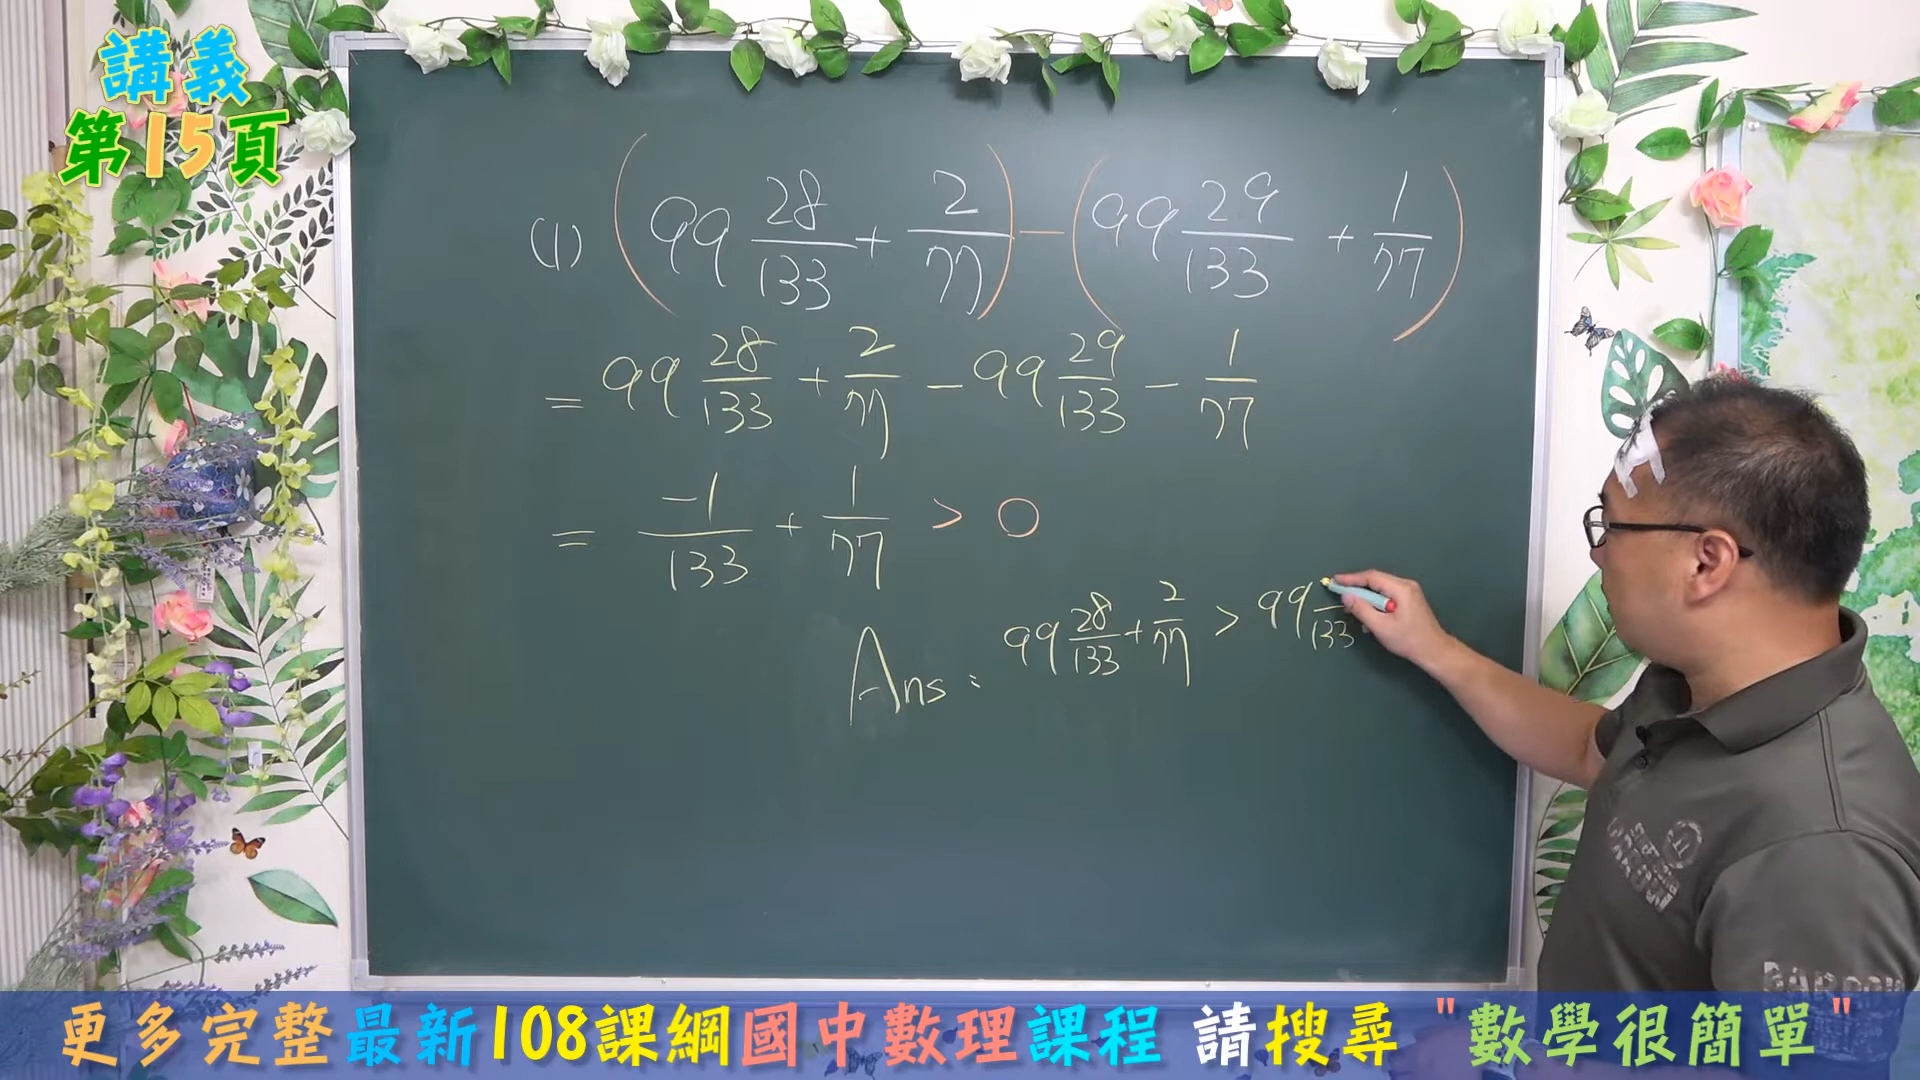 講義
第15頁
(1) (99 28/133 + 2/77) - (99 29/133 + 1/77)
= 99 28/133 + 2/77 - 99 29/133 - 1/77
= -1/133 + 1/77 > 0
Ans: 99 28/133 + 2/77 > 99 /133
更多完整最新108課綱國中數理課程 請搜尋 "數學很簡單"